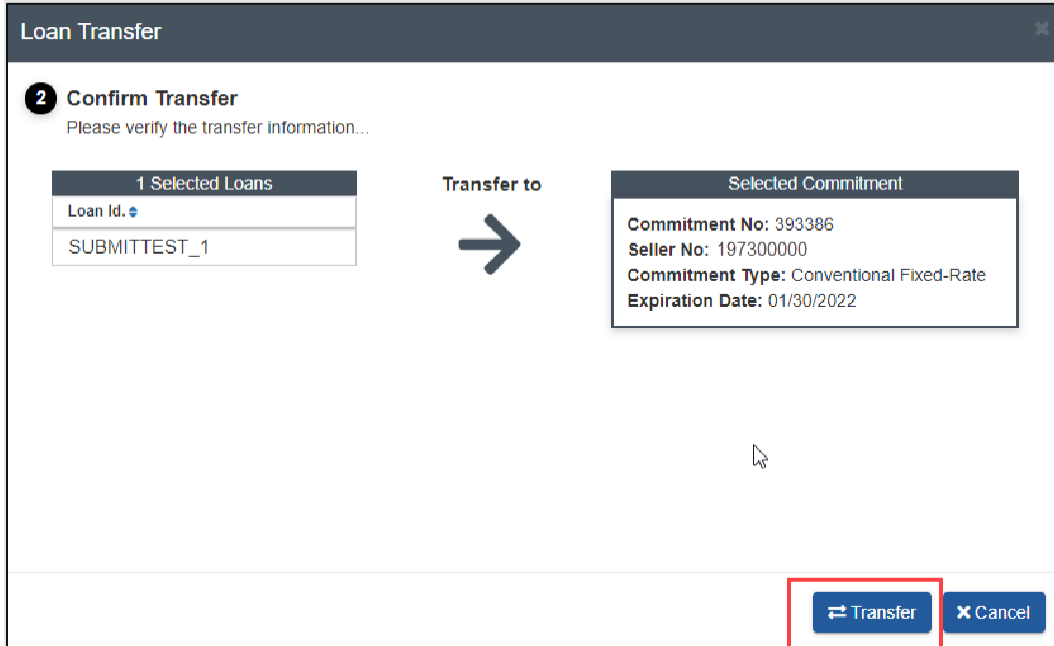 Loan Transfer
2 Confirm Transfer
Please verify the transfer information...
1 Selected Loans
Loan Id.
SUBMITTEST_1
Transfer to
Selected Commitment
Commitment No: 393386
Seller No: 197300000
Commitment Type: Conventional Fixed-Rate
Expiration Date: 01/30/2022
Transfer
Cancel